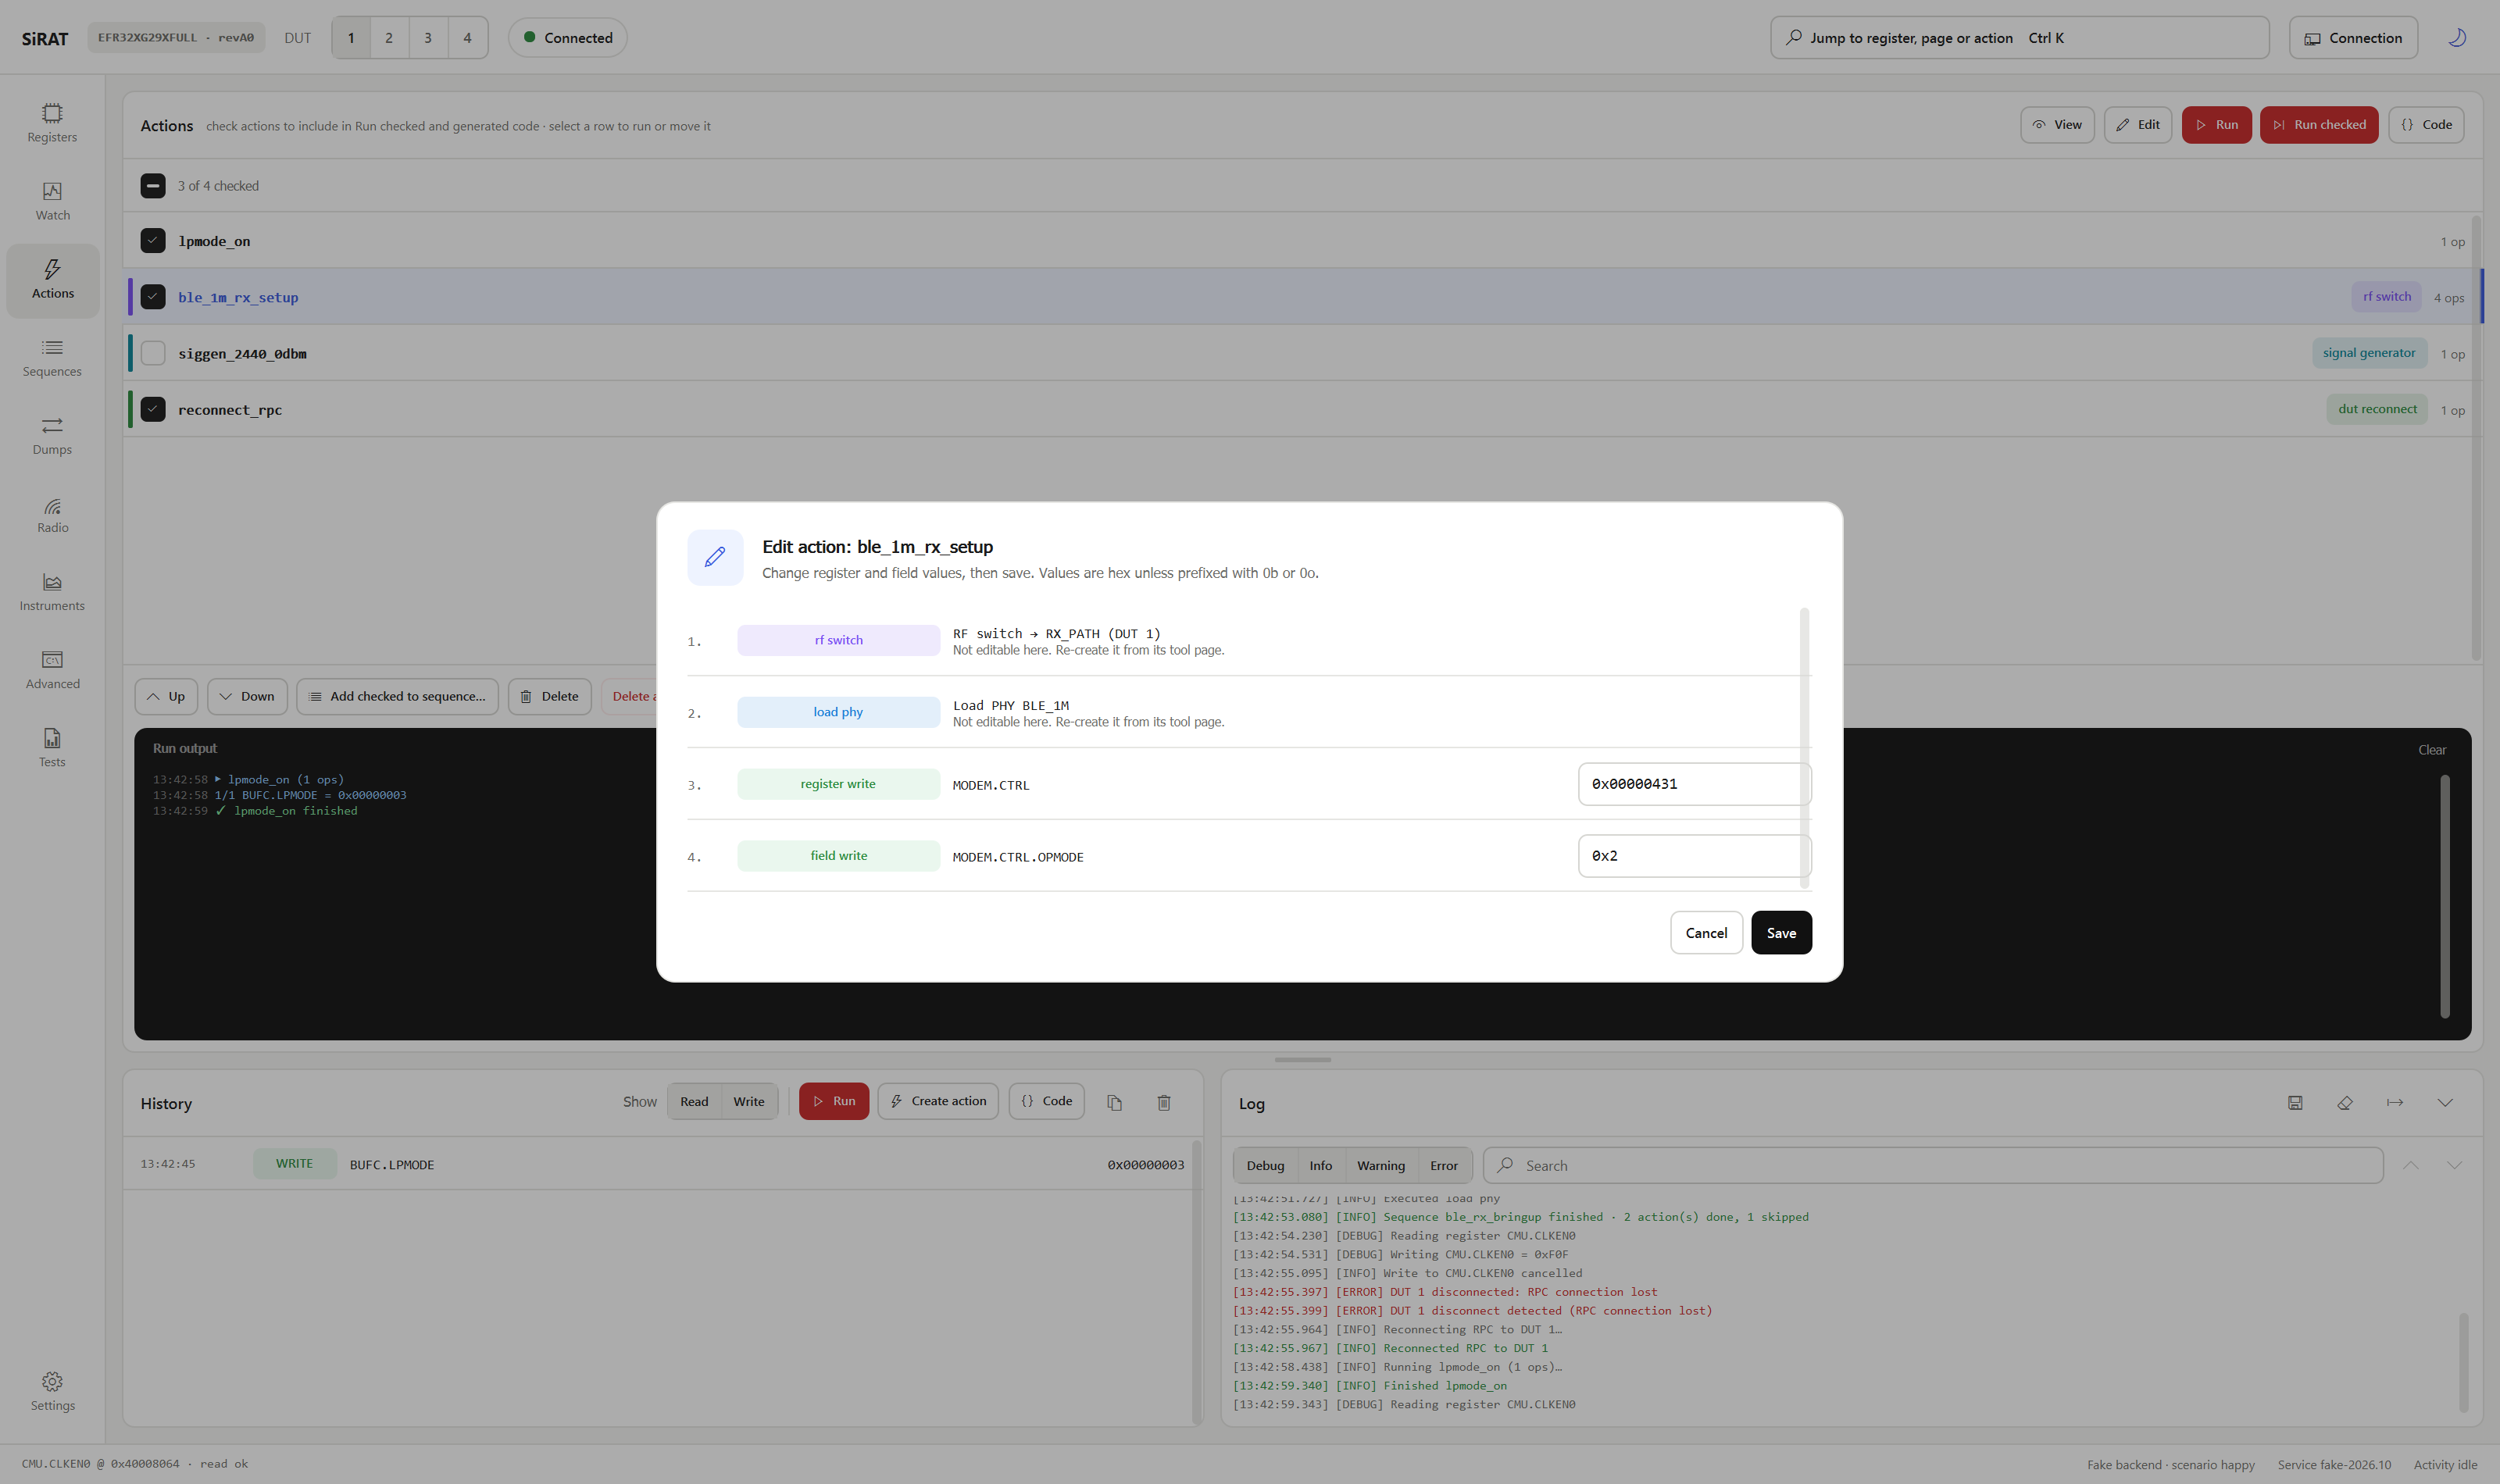 SiRAT EFR32XG29XFULL · revA0 DUT 1 2 3 4 Connected Jump to register, page or action Ctrl K Connection
Registers
Watch
Actions
Sequences
Dumps
Radio
Instruments
Advanced
Tests
Settings
Actions check actions to include in Run checked and generated code · select a row to run or move it View Edit Run Run checked {} Code
3 of 4 checked
lpmode_on 1 op
ble_1m_rx_setup rf switch 4 ops
siggen_2440_0dbm signal generator 1 op
reconnect_rpc dut reconnect 1 op
Edit action: ble_1m_rx_setup
Change register and field values, then save. Values are hex unless prefixed with 0b or 0o.
1. rf switch RF switch → RX_PATH (DUT 1)
Not editable here. Re-create it from its tool page.
2. load phy Load PHY BLE_1M
Not editable here. Re-create it from its tool page.
3. register write MODEM.CTRL 0x00000431
4. field write MODEM.CTRL.OPMODE 0x2
Cancel Save
Up Down Add checked to sequence... Delete Delete
Run output Clear
13:42:58 ▸ lpmode_on (1 ops)
13:42:58 1/1 BUFC.LPMODE = 0x00000003
13:42:59 ✓ lpmode_on finished
History Show Read Write Run Create action {} Code
13:42:45 WRITE BUFC.LPMODE 0x00000003
Log
Debug Info Warning Error Search
[13:42:51.727] [INFO] Executed load phy
[13:42:53.080] [INFO] Sequence ble_rx_bringup finished · 2 action(s) done, 1 skipped
[13:42:54.230] [DEBUG] Reading register CMU.CLKEN0
[13:42:54.531] [DEBUG] Writing CMU.CLKEN0 = 0xF0F
[13:42:55.095] [INFO] Write to CMU.CLKEN0 cancelled
[13:42:55.397] [ERROR] DUT 1 disconnected: RPC connection lost
[13:42:55.399] [ERROR] DUT 1 disconnect detected (RPC connection lost)
[13:42:55.964] [INFO] Reconnecting RPC to DUT 1…
[13:42:55.967] [INFO] Reconnected RPC to DUT 1
[13:42:58.438] [INFO] Running lpmode_on (1 ops)…
[13:42:59.340] [INFO] Finished lpmode_on
[13:42:59.343] [DEBUG] Reading register CMU.CLKEN0
CMU.CLKEN0 @ 0x40008064 · read ok Fake backend · scenario happy Service fake-2026.10 Activity idle